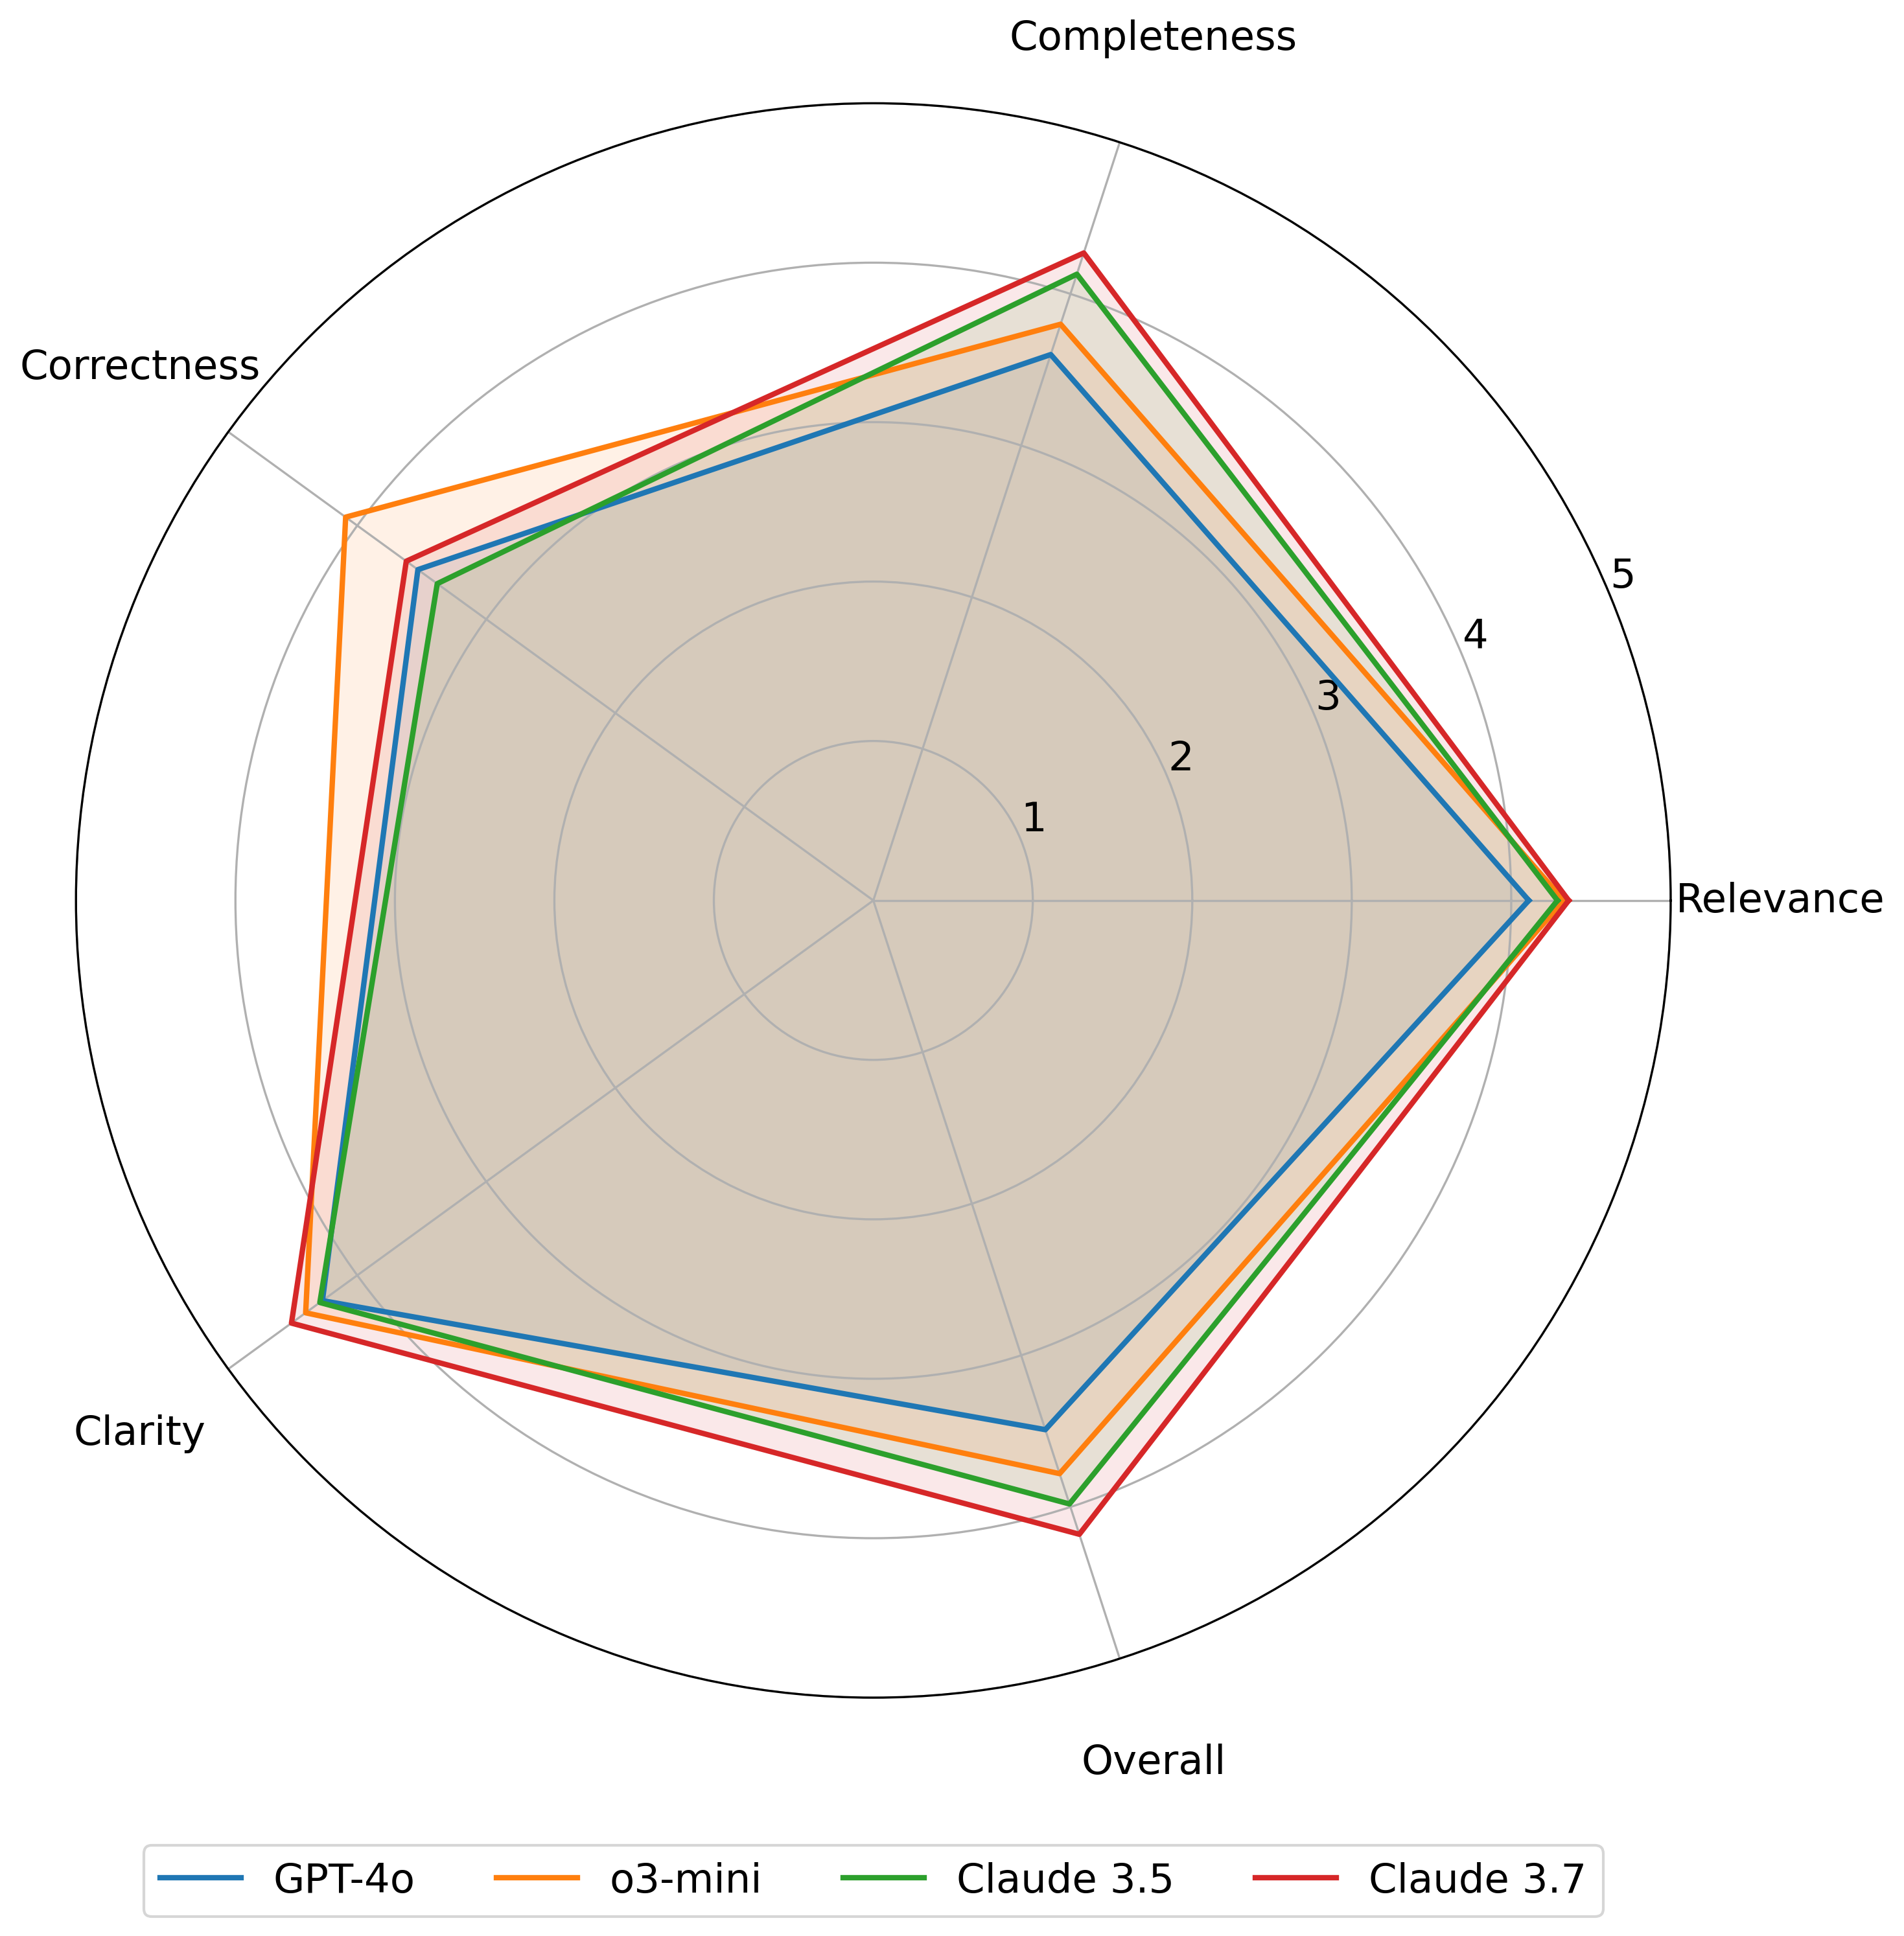 Completeness
Correctness
5
4
3
2
1
Relevance
Clarity
Overall
GPT-4o o3-mini Claude 3.5 Claude 3.7